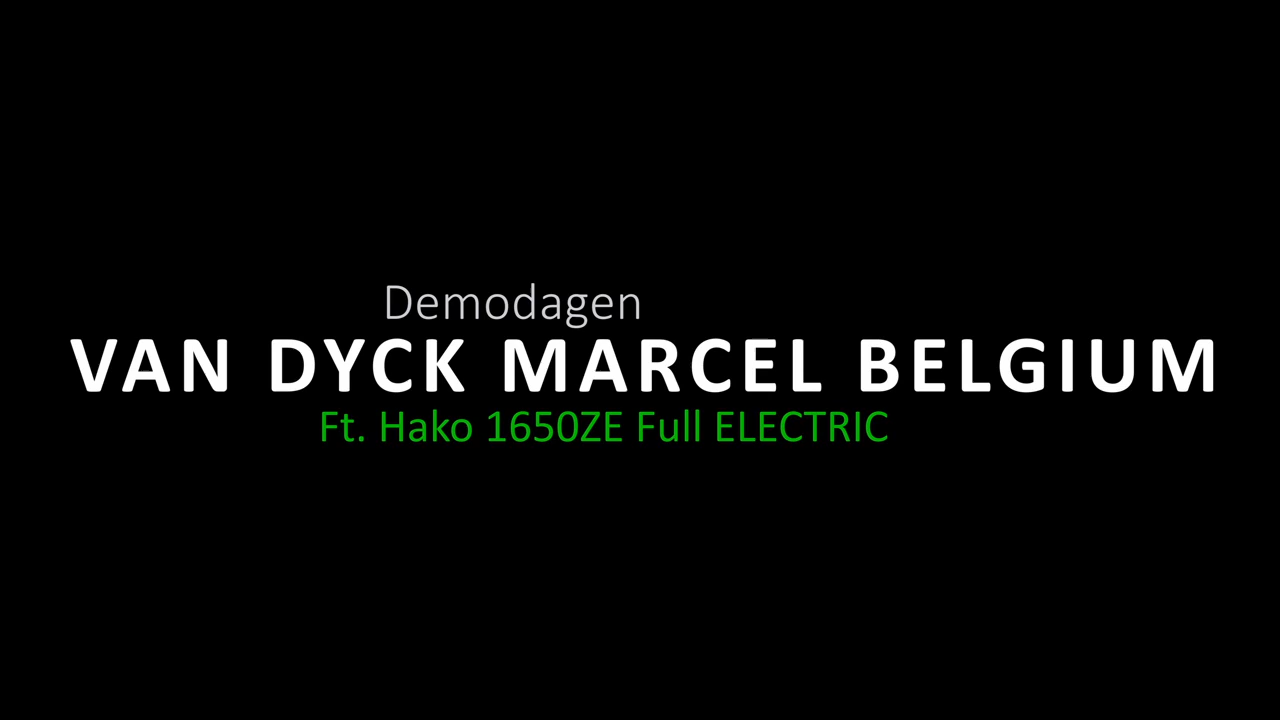 Demodagen
VAN DYCK MARCEL BELGIUM
Ft. Hako 1650ZE Full ELECTRIC